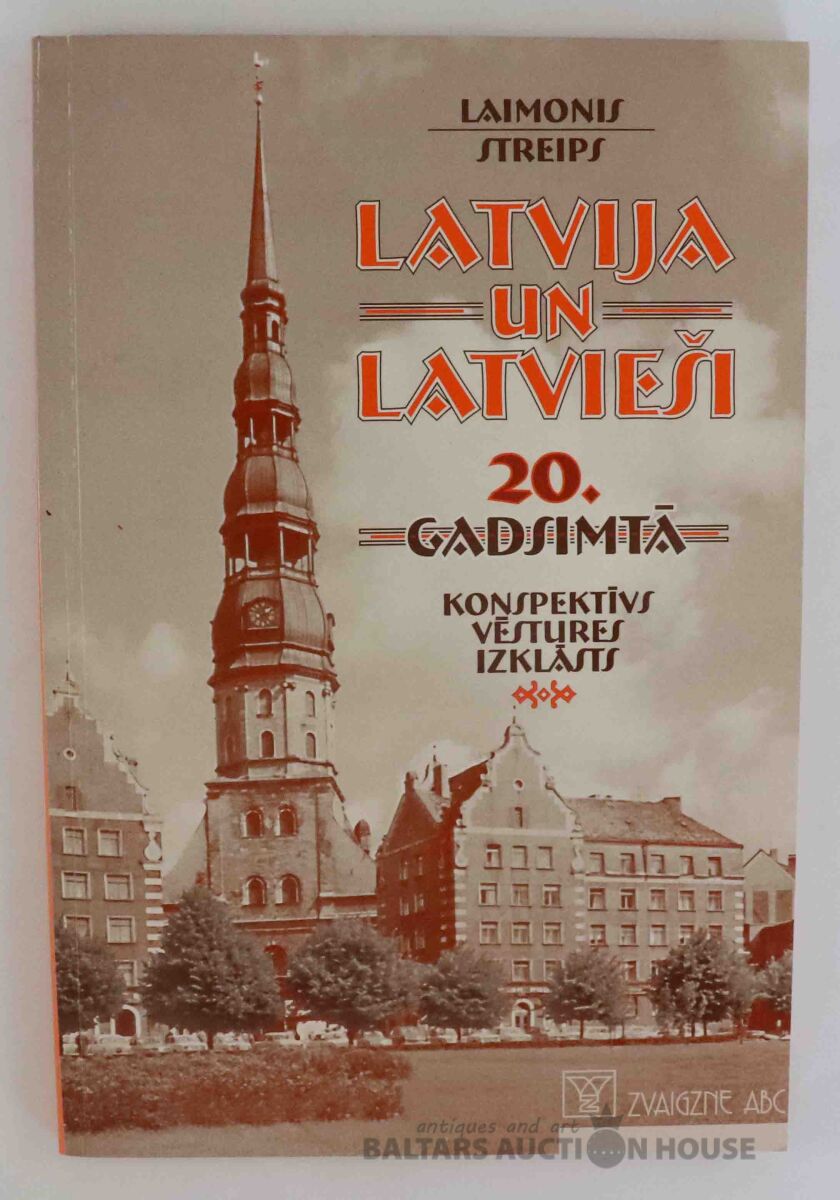 LAIMONIS
STREIPS
LATVIJA
UN
LATVIEŠI
20.
GADSIMTĀ
KONSPEKTĪVS
VĒSTURES
IZKLĀSTS
ZVAIGZNE ABC
antiques and art
BALTARS AUCTION HOUSE